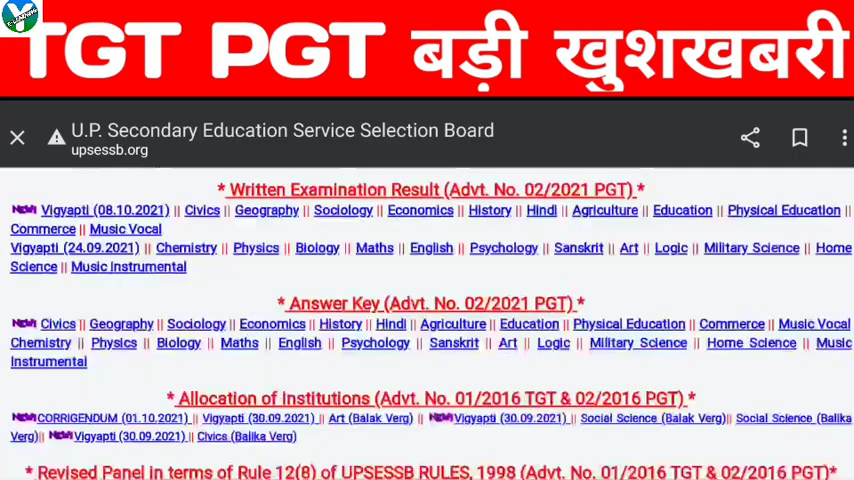 Y
E-LEARNING
TGT PGT बड़ी खुशखबरी
U.P. Secondary Education Service Selection Board
upsessb.org
* Written Examination Result (Advt. No. 02/2021 PGT) *
NEW! Vigyapti (08.10.2021) || Civics || Geography || Sociology || Economics || History || Hindi || Agriculture || Education || Physical Education ||
Commerce || Music Vocal
Vigyapti (24.09.2021) || Chemistry || Physics || Biology || Maths || English || Psychology || Sanskrit || Art || Logic || Military Science || Home
Science || Music Instrumental
* Answer Key (Advt. No. 02/2021 PGT) *
NEW! Civics || Geography || Sociology || Economics || History || Hindi || Agriculture || Education || Physical Education || Commerce || Music Vocal
Chemistry || Physics || Biology || Maths || English || Psychology || Sanskrit || Art || Logic || Military Science || Home Science || Music
Instrumental
* Allocation of Institutions (Advt. No. 01/2016 TGT & 02/2016 PGT) *
NEW! CORRIGENDUM (01.10.2021) || Vigyapti (30.09.2021) || Art (Balak Verg) || NEW! Vigyapti (30.09.2021) || Social Science (Balak Verg)|| Social Science (Balika
Verg)|| NEW! Vigyapti (30.09.2021) || Civics (Balika Verg)
* Revised Panel in terms of Rule 12(8) of UPSESSB RULES, 1998 (Advt. No. 01/2016 TGT & 02/2016 PGT)*